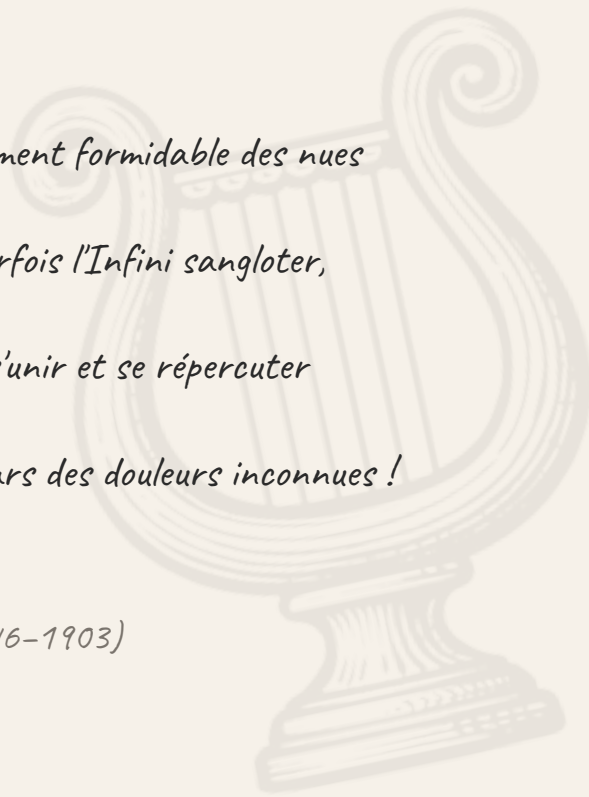 ment formidable des nues
rfois l'Infini sangloter,
'unir et se répercuter
rs des douleurs inconnues !
6–1903)